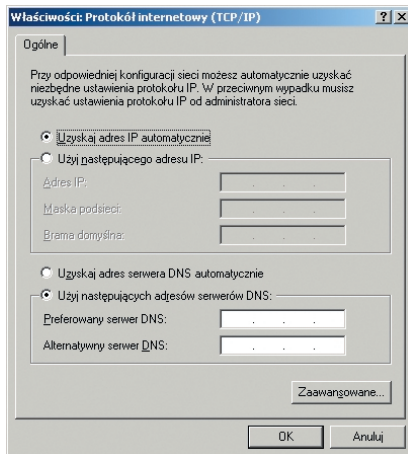 Właściwości: Protokół internetowy (TCP/IP)
Ogólne
Przy odpowiedniej konfiguracji sieci możesz automatycznie uzyskać
niezbędne ustawienia protokołu IP. W przeciwnym wypadku musisz
uzyskać ustawienia protokołu IP od administratora sieci.
Uzyskaj adres IP automatycznie
Użyj następującego adresu IP:
Adres IP:
Maska podsieci:
Brama domyślna:
Uzyskaj adres serwera DNS automatycznie
Użyj następujących adresów serwerów DNS:
Preferowany serwer DNS:
Alternatywny serwer DNS:
Zaawansowane...
OK
Anuluj